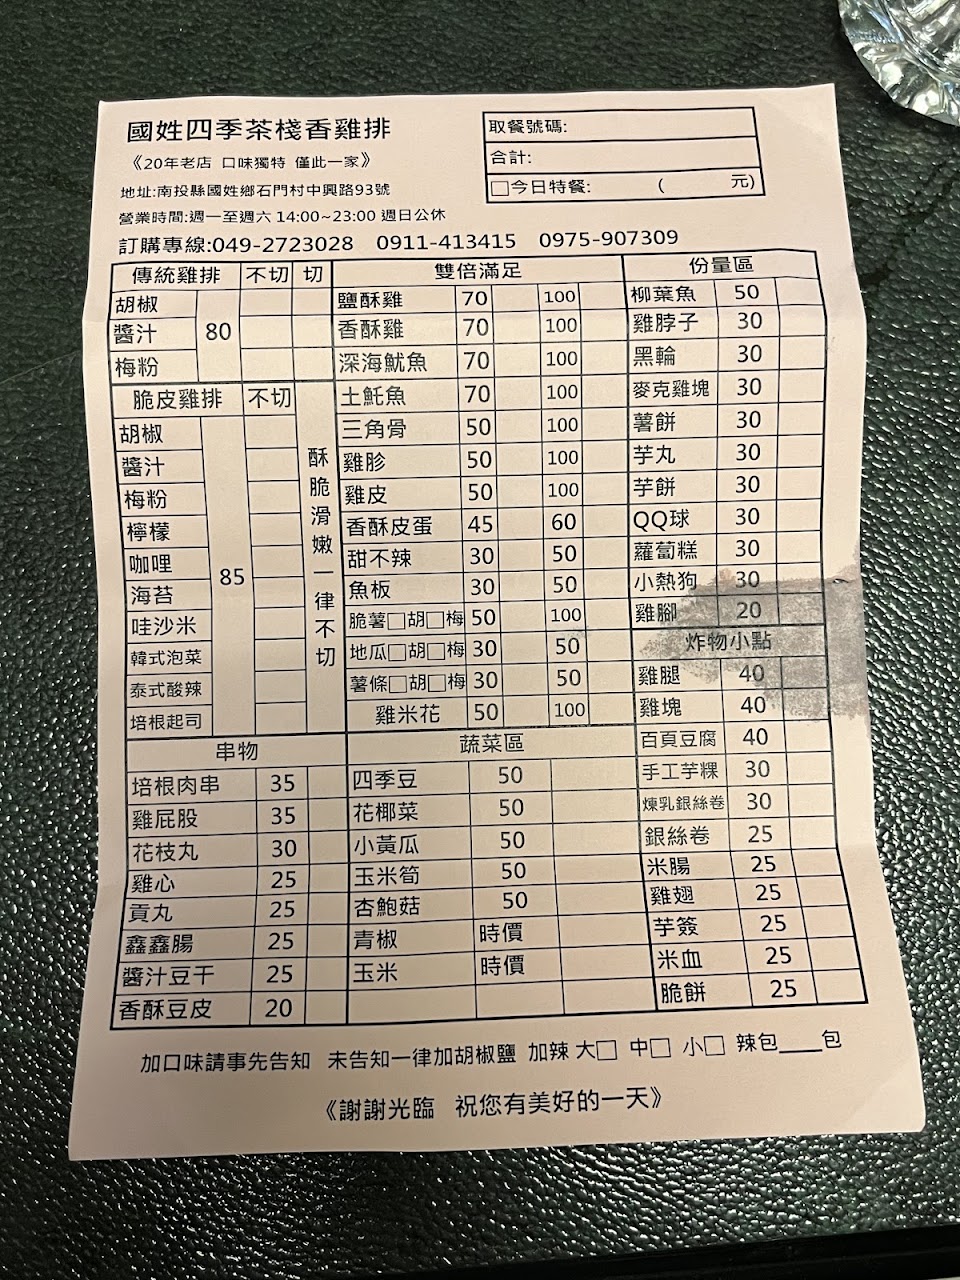 國姓四季茶棧香雞排
《20年老店 口味獨特 僅此一家》
地址:南投縣國姓鄉石門村中興路93號
營業時間:週一至週六 14:00~23:00 週日公休
訂購專線:049-2723028 0911-413415 0975-907309
取餐號碼:
合計:
□今日特餐: ( 元)
傳統雞排 不切 切
胡椒
醬汁 80
梅粉
脆皮雞排 不切
胡椒
醬汁
梅粉
檸檬
咖哩
85
海苔
哇沙米
韓式泡菜
泰式酸辣
培根起司
酥脆滑嫩一律不切
串物
培根肉串 35
雞屁股 35
花枝丸 30
雞心 25
貢丸 25
鑫鑫腸 25
醬汁豆干 25
香酥豆皮 20
雙倍滿足
鹽酥雞 70 100
香酥雞 70 100
深海魷魚 70 100
土魠魚 70 100
三角骨 50 100
雞胗 50 100
雞皮 50 100
香酥皮蛋 45 60
甜不辣 30 50
魚板 30 50
脆薯□胡□梅 50 100
地瓜□胡□梅 30 50
薯條□胡□梅 30 50
雞米花 50 100
蔬菜區
四季豆 50
花椰菜 50
小黃瓜 50
玉米筍 50
杏鮑菇 50
青椒 時價
玉米 時價
份量區
柳葉魚 50
雞脖子 30
黑輪 30
麥克雞塊 30
薯餅 30
芋丸 30
芋餅 30
QQ球 30
蘿蔔糕 30
小熱狗 30
雞腳 20
炸物小點
雞腿 40
雞塊 40
百頁豆腐 40
手工芋粿 30
煉乳銀絲卷 30
銀絲卷 25
米腸 25
雞翅 25
芋簽 25
米血 25
脆餅 25
加口味請事先告知 未告知一律加胡椒鹽 加辣 大□ 中□ 小□ 辣包____包
《謝謝光臨 祝您有美好的一天》